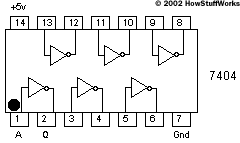 © 2002 HowStuffWorks
+5v
14 13 12 11 10 9 8
7404
1 2 3 4 5 6 7
A Q Gnd